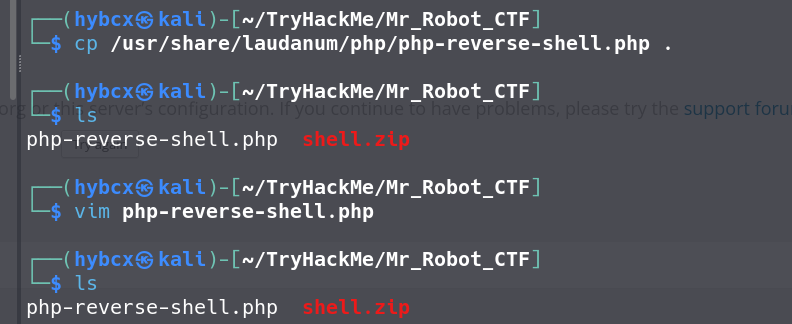 ┌──(hybcx㉿kali)-[~/TryHackMe/Mr_Robot_CTF]
└─$ cp /usr/share/laudanum/php/php-reverse-shell.php .
┌──(hybcx㉿kali)-[~/TryHackMe/Mr_Robot_CTF]
org or this server's configuration. If you continue to have problems, please try the support foru
└─$ ls
php-reverse-shell.php shell.zip
┌──(hybcx㉿kali)-[~/TryHackMe/Mr_Robot_CTF]
└─$ vim php-reverse-shell.php
┌──(hybcx㉿kali)-[~/TryHackMe/Mr_Robot_CTF]
└─$ ls
php-reverse-shell.php shell.zip